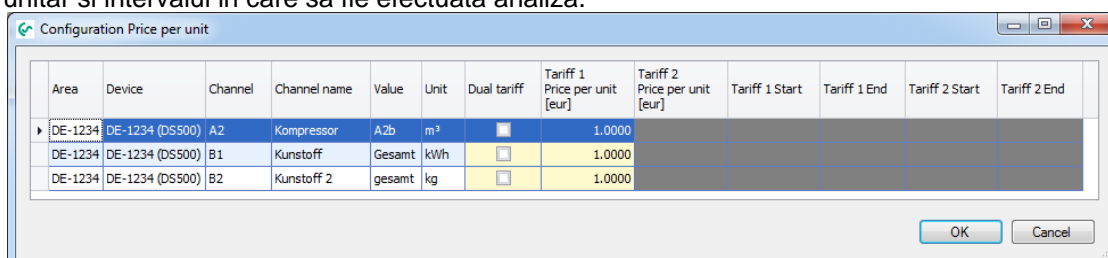 unitar si intervalul in care sa fie efectuata analiza.
Configuration Price per unit
Area Device Channel Channel name Value Unit Dual tariff Tariff 1 Price per unit [eur] Tariff 2 Price per unit [eur] Tariff 1 Start Tariff 1 End Tariff 2 Start Tariff 2 End
DE-1234 DE-1234 (DS500) A2 Kompressor A2b m³ 1.0000
DE-1234 DE-1234 (DS500) B1 Kunstoff Gesamt kWh 1.0000
DE-1234 DE-1234 (DS500) B2 Kunstoff 2 gesamt kg 1.0000
OK Cancel